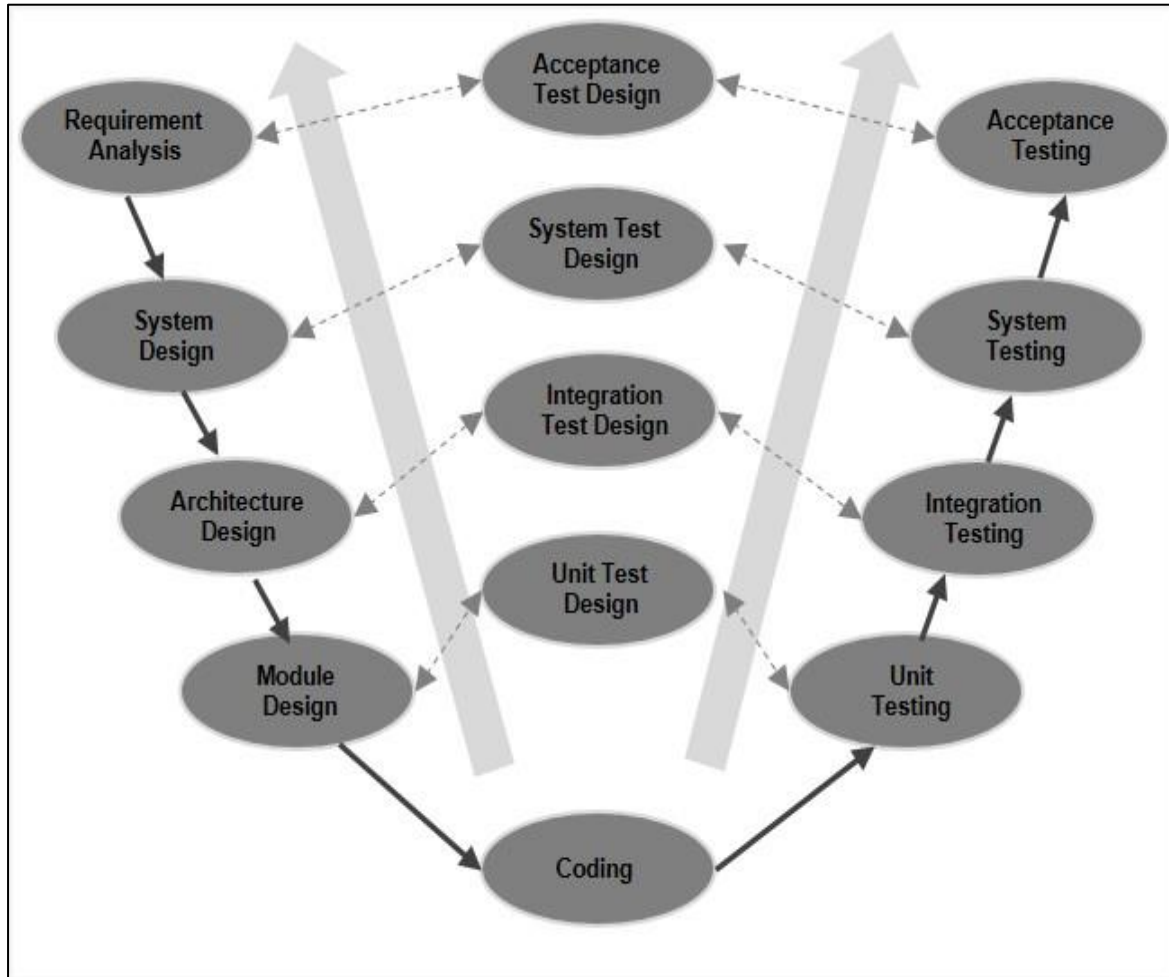 Acceptance
Test Design
Requirement
Analysis
Acceptance
Testing
System Test
Design
System
Design
System
Testing
Integration
Test Design
Architecture
Design
Integration
Testing
Unit Test
Design
Module
Design
Unit
Testing
Coding